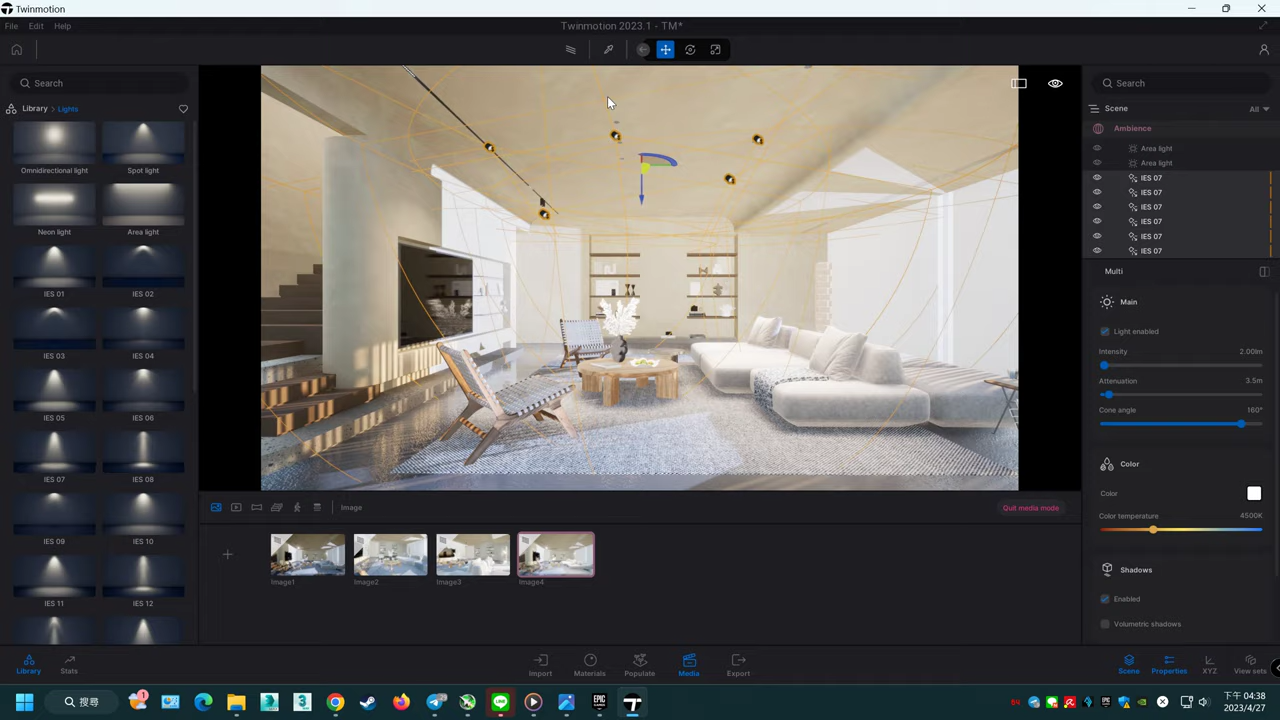 Twinmotion
File Edit Help
Twinmotion 2023.1 - TM*
Search
Library > Lights
Omnidirectional light
Spot light
Neon light
Area light
IES 01
IES 02
IES 03
IES 04
IES 05
IES 06
IES 07
IES 08
IES 09
IES 10
IES 11
IES 12
Image
Quit media mode
Image1
Image2
Image3
Image4
Search
Scene
All
Ambience
Area light
Area light
IES 07
IES 07
IES 07
IES 07
IES 07
IES 07
Multi
Main
Light enabled
Intensity 2.00lm
Attenuation 3.5m
Cone angle 160°
Color
Color
Color temperature 4500K
Shadows
Enabled
Volumetric shadows
Library
Stats
Import
Materials
Populate
Media
Export
Scene
Properties
XYZ
View sets
搜尋
EPIC
LINE
下午 04:38
2023/4/27